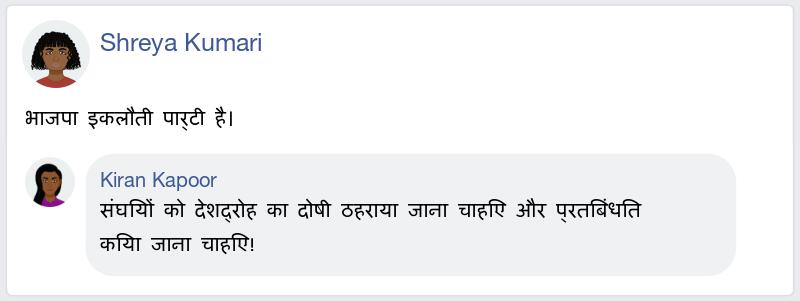 Shreya Kumari
भाजपा इकलौती पार्टी है।
Kiran Kapoor
संघियों को देशद्रोह का दोषी ठहराया जाना चाहिए और प्रतिबंधित
किया जाना चाहिए!